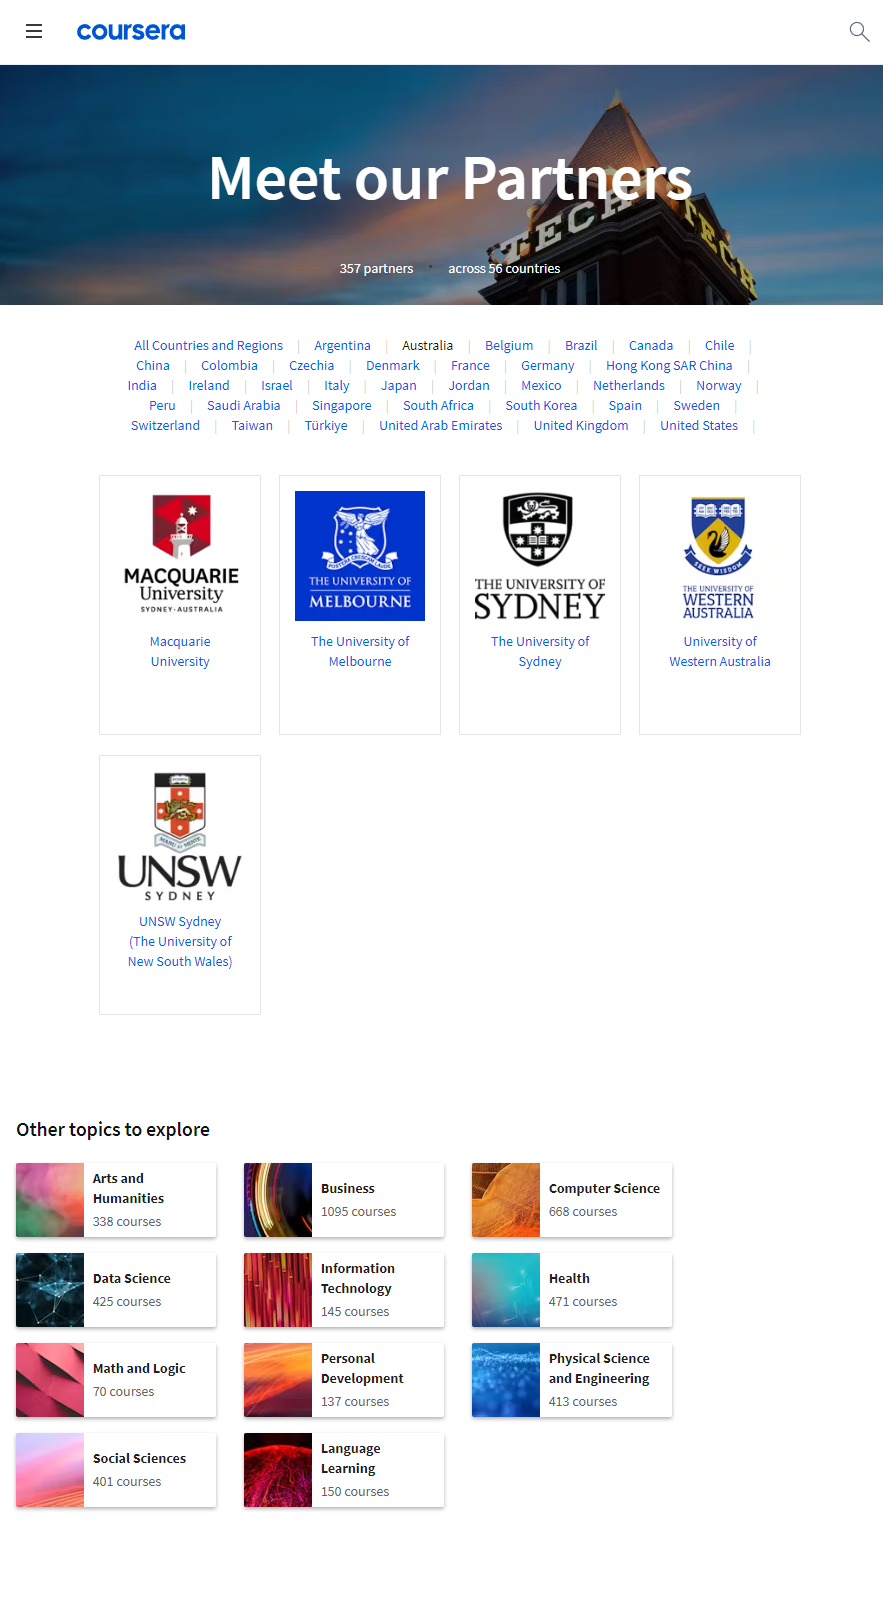 coursera
Meet our Partners
TECH TECH
357 partners • across 56 countries
All Countries and Regions | Argentina | Australia | Belgium | Brazil | Canada | Chile |
China | Colombia | Czechia | Denmark | France | Germany | Hong Kong SAR China |
India | Ireland | Israel | Italy | Japan | Jordan | Mexico | Netherlands | Norway |
Peru | Saudi Arabia | Singapore | South Africa | South Korea | Spain | Sweden |
Switzerland | Taiwan | Türkiye | United Arab Emirates | United Kingdom | United States |
MACQUARIE
University
SYDNEY·AUSTRALIA
Macquarie
University
POSTERA CRESCAM LAUDE
THE UNIVERSITY OF
MELBOURNE
The University of
Melbourne
THE UNIVERSITY OF
SYDNEY
The University of
Sydney
SEEK WISDOM
THE UNIVERSITY OF
WESTERN
AUSTRALIA
University of
Western Australia
UNSW
SYDNEY
UNSW Sydney
(The University of
New South Wales)
Other topics to explore
Arts and
Humanities
338 courses
Business
1095 courses
Computer Science
668 courses
Data Science
425 courses
Information
Technology
145 courses
Health
471 courses
Math and Logic
70 courses
Personal
Development
137 courses
Physical Science
and Engineering
413 courses
Social Sciences
401 courses
Language
Learning
150 courses